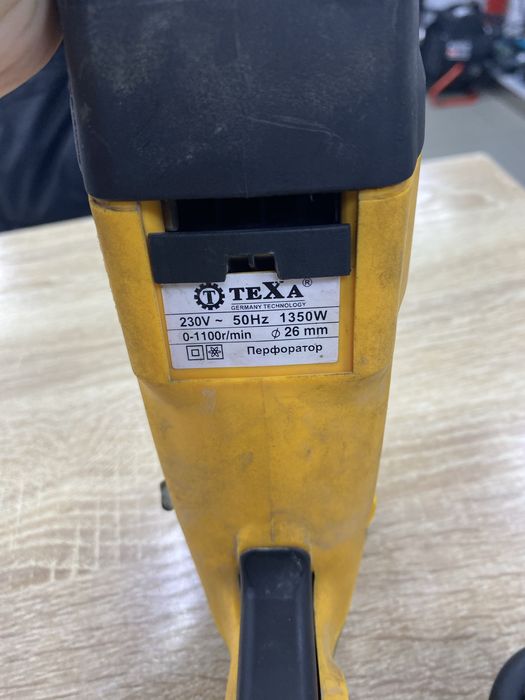 T TEXA ®
GERMANY TECHNOLOGY
230V ~ 50Hz 1350W
0-1100r/min ϕ 26 mm
Перфоратор